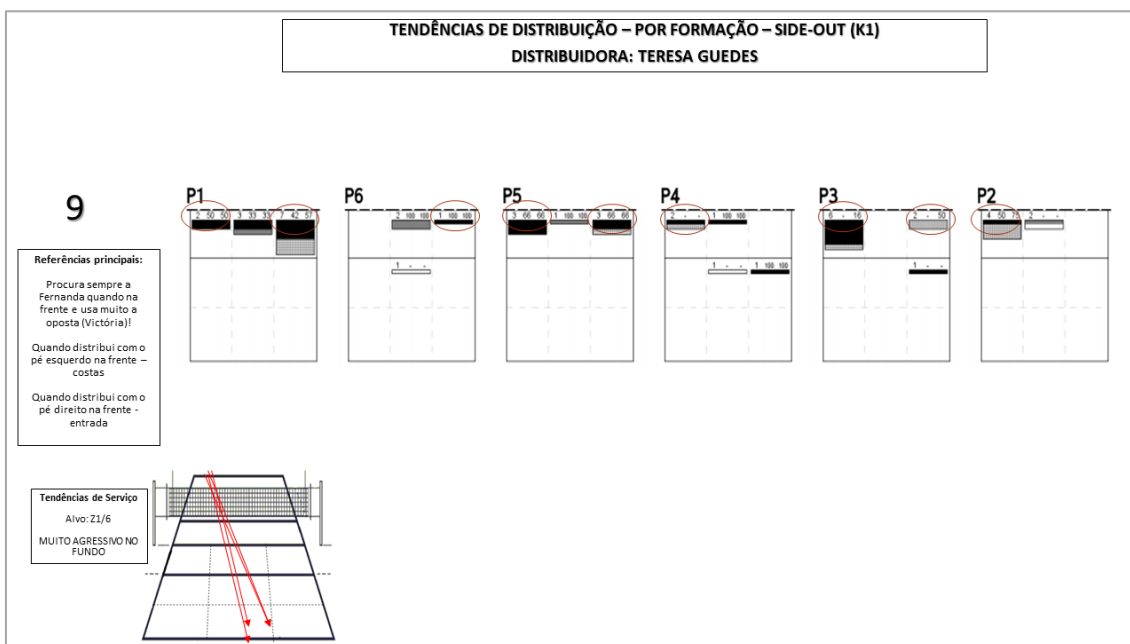 TENDÊNCIAS DE DISTRIBUIÇÃO – POR FORMAÇÃO – SIDE-OUT (K1)
DISTRIBUIDORA: TERESA GUEDES
9
P1
P6
P5
P4
P3
P2
2 50 50 3 33 33 7 42 57
2 100 100 1 100 100
3 66 66 1 100 100 3 66 66
2 - - 1 100 100
6 - 16 2 - 50
4 50 75 2 - -
1 - -
1 - - 1 100 100
1 - -
Referências principais:
Procura sempre a
Fernanda quando na
frente e usa muito a
oposta (Victória)!
Quando distribui com o
pé esquerdo na frente –
costas
Quando distribui com o
pé direito na frente -
entrada
Tendências de Serviço
Alvo: Z1/6
MUITO AGRESSIVO NO
FUNDO